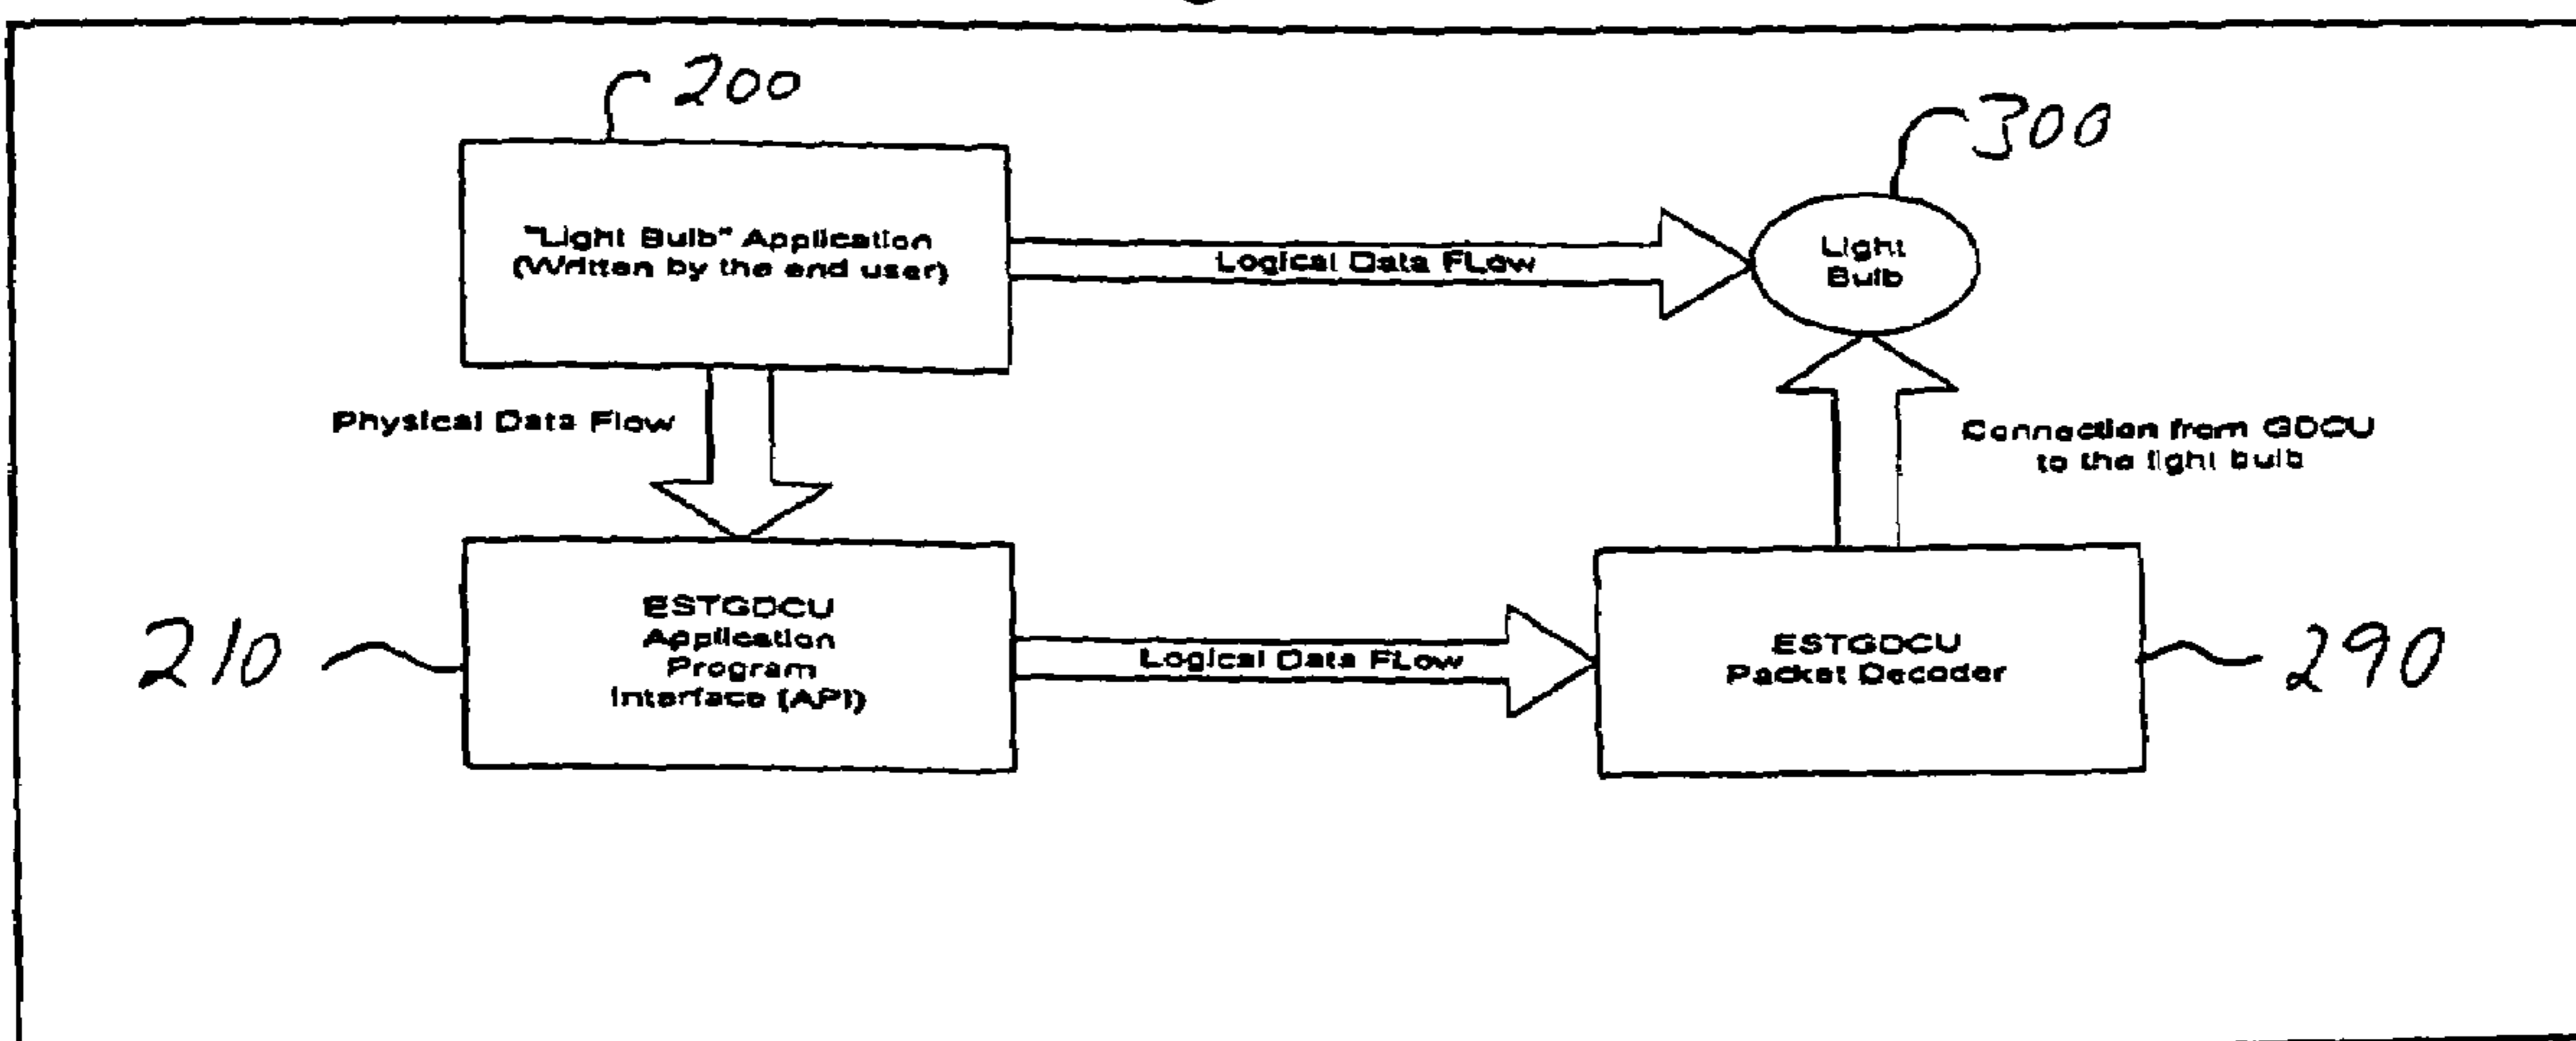 200
300
"Light Bulb" Application
(Written by the end user)
Logical Data FLow
Light
Bulb
Physical Data Flow
Connection from GDCU
to the light bulb
210
ESTGDCU
Application
Program
Interface (API)
Logical Data FLow
ESTGDCU
Packet Decoder
290